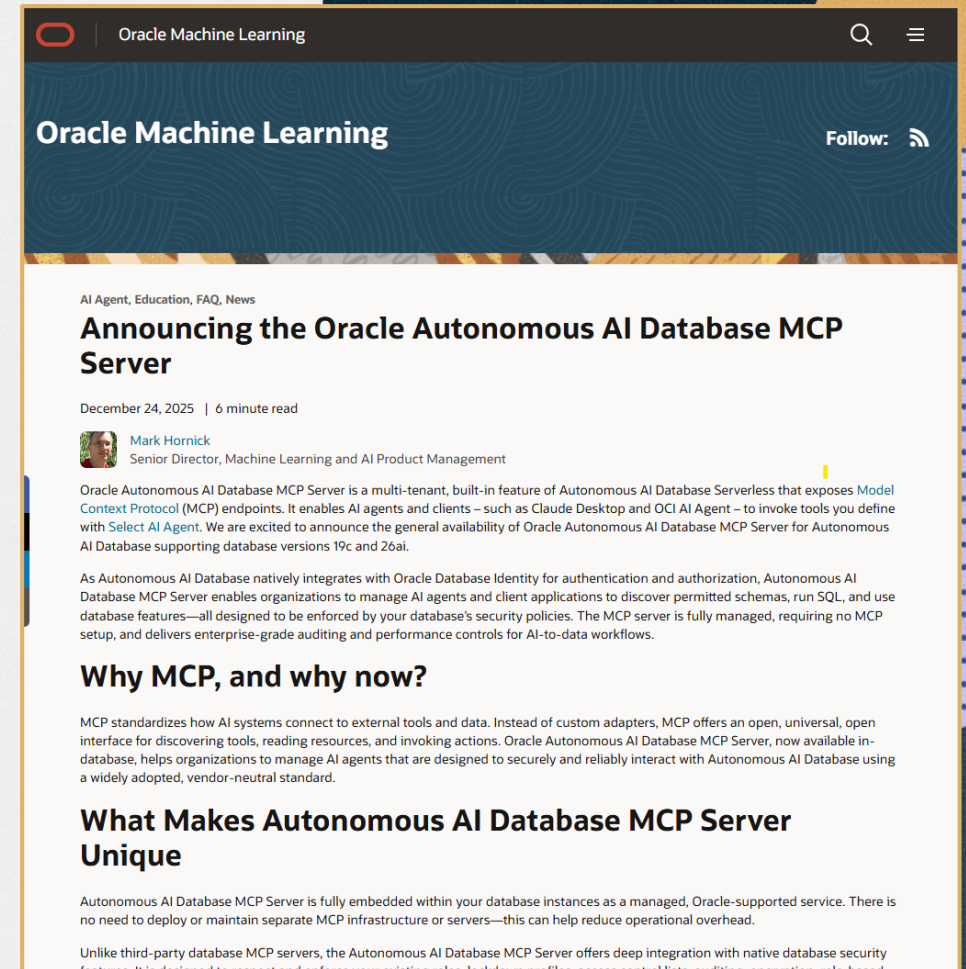 Oracle Machine Learning
Oracle Machine Learning
Follow:
AI Agent, Education, FAQ, News
Announcing the Oracle Autonomous AI Database MCP
Server
December 24, 2025 | 6 minute read
Mark Hornick
Senior Director, Machine Learning and AI Product Management
Oracle Autonomous AI Database MCP Server is a multi-tenant, built-in feature of Autonomous AI Database Serverless that exposes Model
Context Protocol (MCP) endpoints. It enables AI agents and clients – such as Claude Desktop and OCI AI Agent – to invoke tools you define
with Select AI Agent. We are excited to announce the general availability of Oracle Autonomous AI Database MCP Server for Autonomous
AI Database supporting database versions 19c and 26ai.
As Autonomous AI Database natively integrates with Oracle Database Identity for authentication and authorization, Autonomous AI
Database MCP Server enables organizations to manage AI agents and client applications to discover permitted schemas, run SQL, and use
database features—all designed to be enforced by your database's security policies. The MCP server is fully managed, requiring no MCP
setup, and delivers enterprise-grade auditing and performance controls for AI-to-data workflows.
Why MCP, and why now?
MCP standardizes how AI systems connect to external tools and data. Instead of custom adapters, MCP offers an open, universal, open
interface for discovering tools, reading resources, and invoking actions. Oracle Autonomous AI Database MCP Server, now available in-
database, helps organizations to manage AI agents that are designed to securely and reliably interact with Autonomous AI Database using
a widely adopted, vendor-neutral standard.
What Makes Autonomous AI Database MCP Server
Unique
Autonomous AI Database MCP Server is fully embedded within your database instances as a managed, Oracle-supported service. There is
no need to deploy or maintain separate MCP infrastructure or servers—this can help reduce operational overhead.
Unlike third-party database MCP servers, the Autonomous AI Database MCP Server offers deep integration with native database security